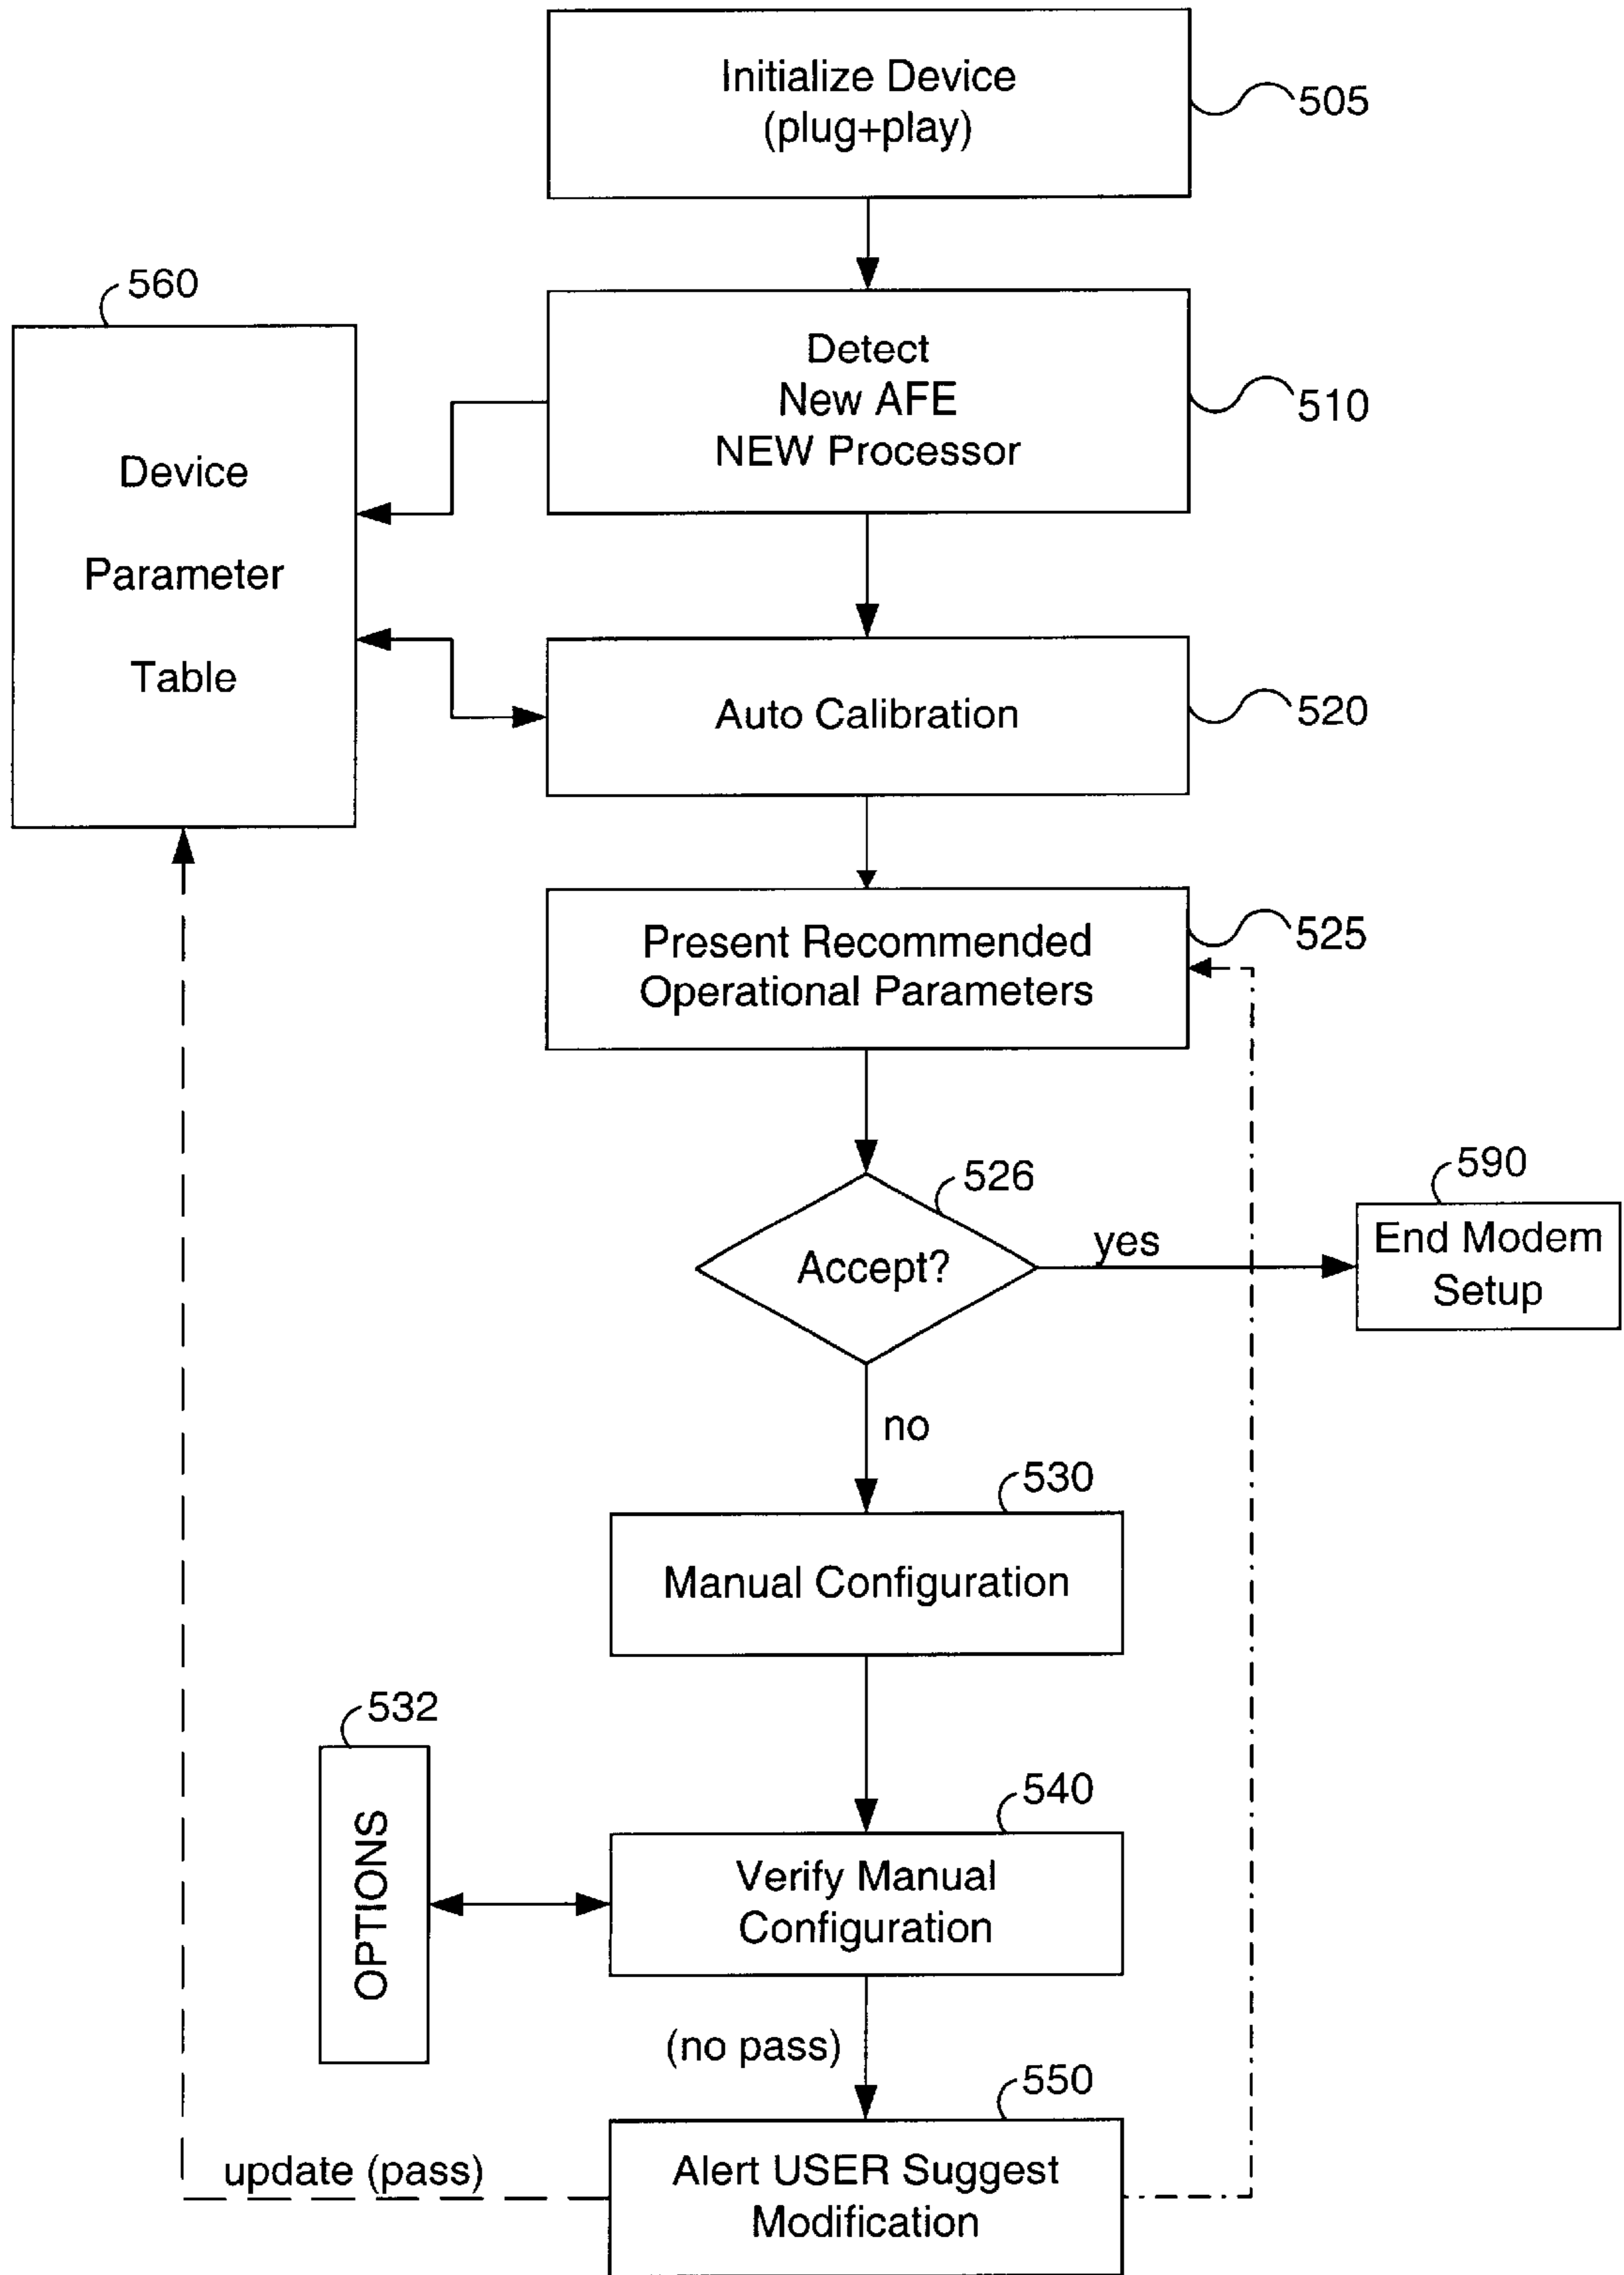 Initialize Device
(plug+play)
505
560
Device
Parameter
Table
Detect
New AFE
NEW Processor
510
Auto Calibration
520
Present Recommended
Operational Parameters
525
526
Accept?
yes
590
End Modem
Setup
no
530
Manual Configuration
532
OPTIONS
540
Verify Manual
Configuration
(no pass)
550
update (pass)
Alert USER Suggest
Modification